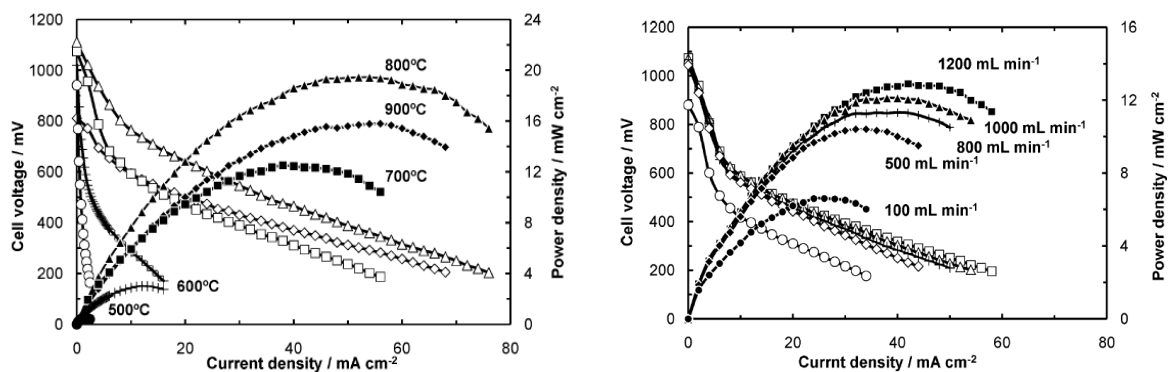 1200
1000
800
600
400
200
0
Cell voltage / mV
24
20
16
12
8
4
0
Power density / mW cm-2
800ºC
900ºC
700ºC
600ºC
500ºC
0 20 40 60 80
Current density / mA cm-2
1200
1000
800
600
400
200
0
Cell voltage / mV
16
12
8
4
0
Power density / mW cm-2
1200 mL min-1
1000 mL min-1
800 mL min-1
500 mL min-1
100 mL min-1
0 20 40 60 80
Currnt density / mA cm-2